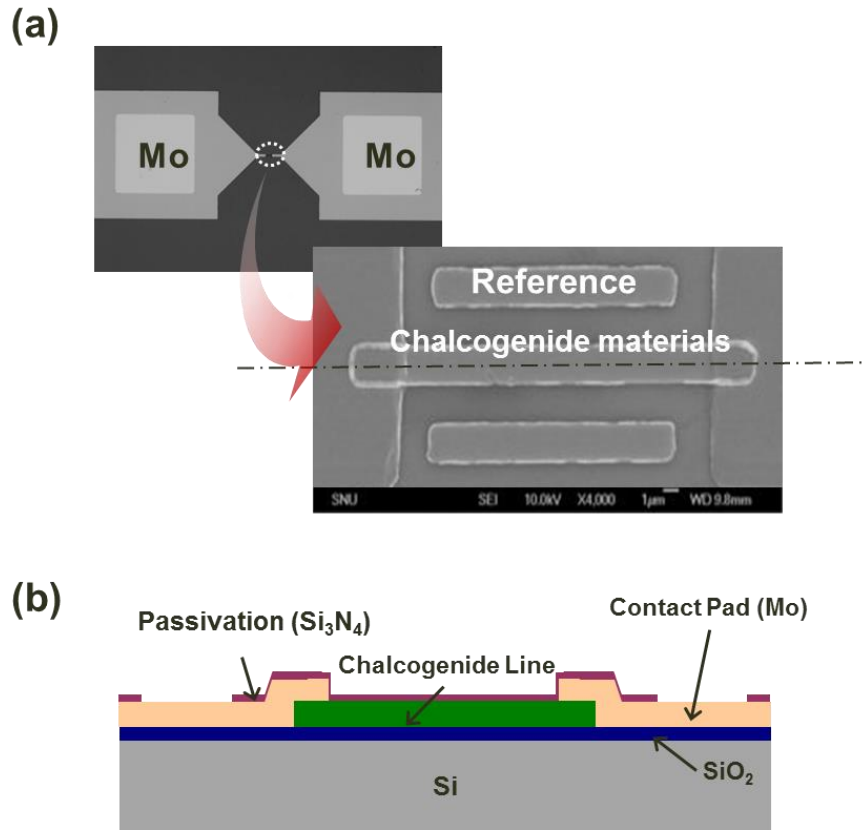 (a)
Mo
Mo
Reference
Chalcogenide materials
SNU SEI 10.0kV X4,000 1μm WD 9.8mm
(b)
Passivation (Si₃N₄)
Contact Pad (Mo)
Chalcogenide Line
SiO₂
Si